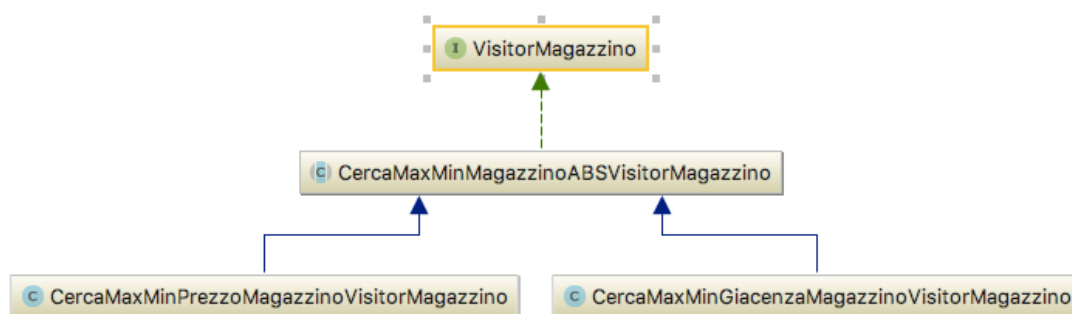 I VisitorMagazzino
C CercaMaxMinMagazzinoABSVisitorMagazzino
C CercaMaxMinPrezzoMagazzinoVisitorMagazzino
C CercaMaxMinGiacenzaMagazzinoVisitorMagazzino